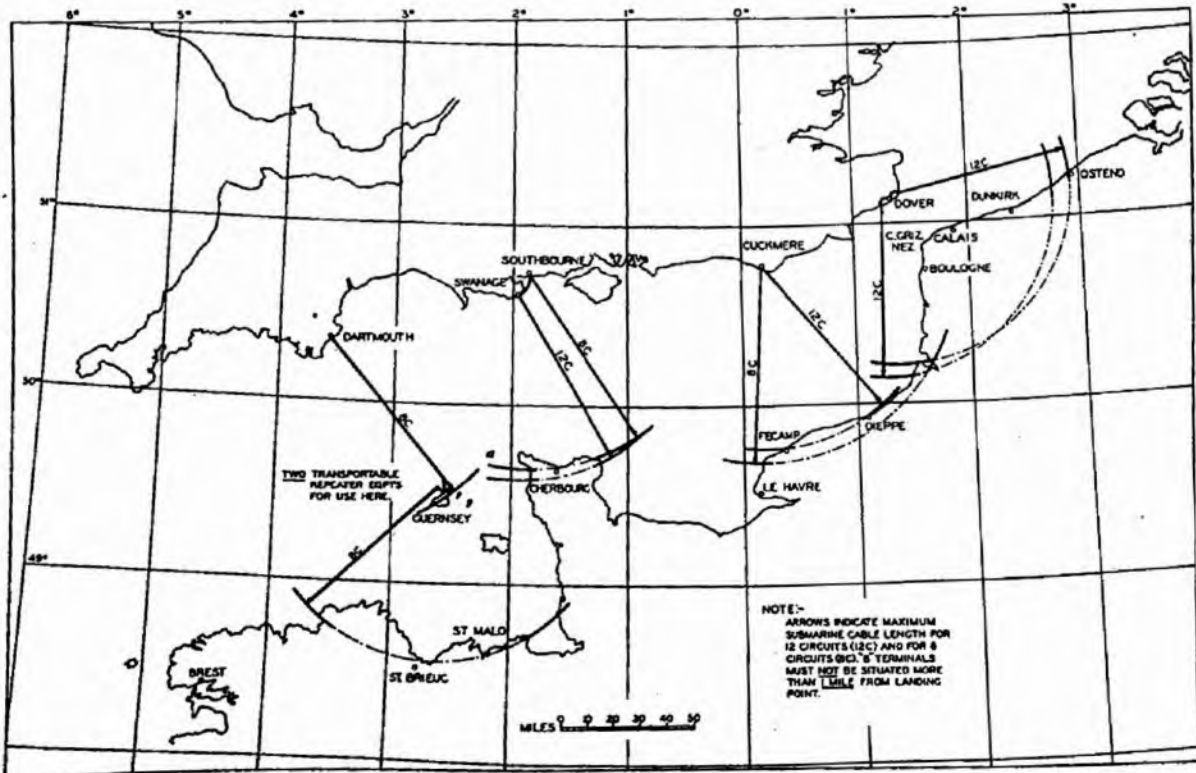 6° 5° 4° 3° 2° 1° 0° 1° 2° 3°
12C
OSTEND
DUNKIRK
DOVER
51°
C.GRIZ
NEZ
CALAIS
CUCKMERE
SOUTHBOURNE
BOULOGNE
SWANAGE
12C
12C
DARTMOUTH
8C
12C
8C
50°
8C
DIEPPE
FECAMP
TWO TRANSPORTABLE
REPEATER EQPTS
FOR USE HERE.
CHERBOURG
LE HAVRE
GUERNSEY
8C
49°
NOTE:-
ARROWS INDICATE MAXIMUM
SUBMARINE CABLE LENGTH FOR
12 CIRCUITS (12C) AND FOR 8
CIRCUITS (8C). "B" TERMINALS
MUST NOT BE SITUATED MORE
THAN 1 MILE FROM LANDING
POINT.
ST MALO
BREST
ST. BRIEUC
MILES 0 10 20 30 40 50